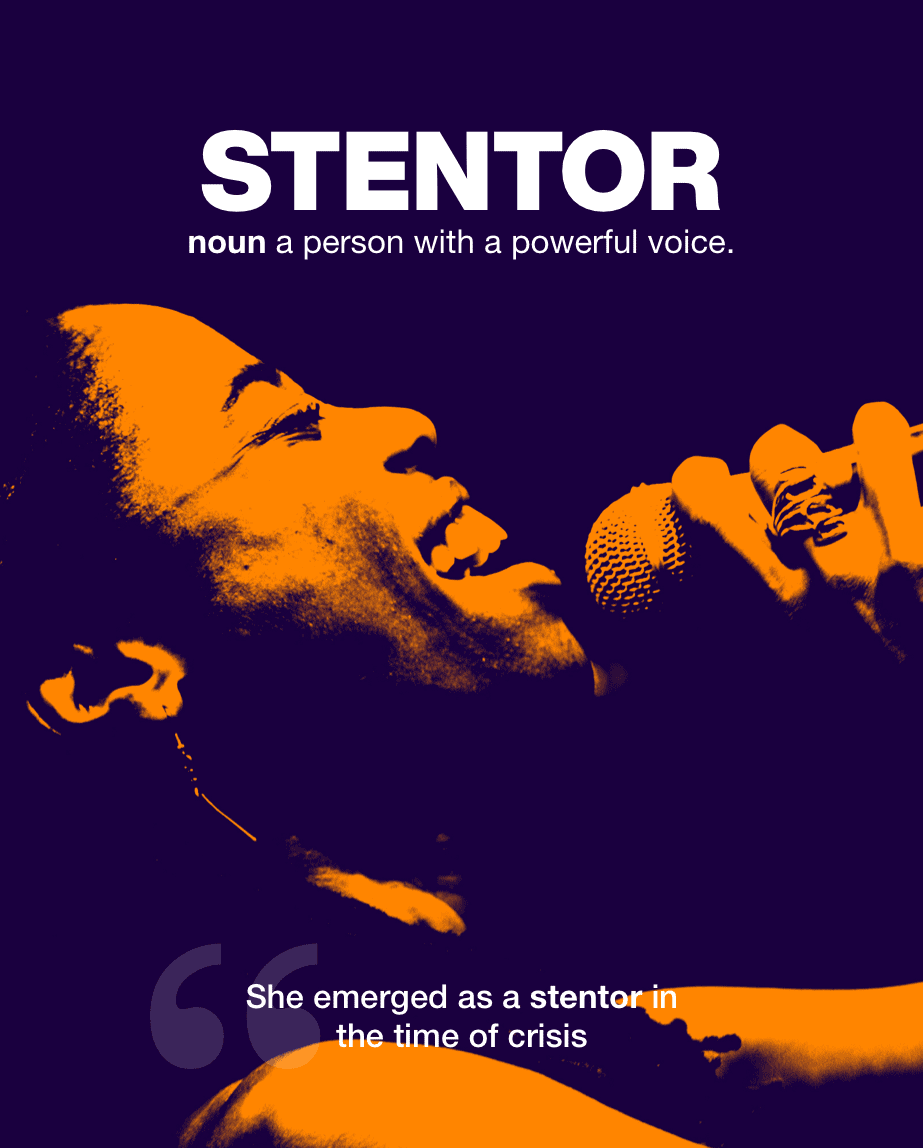 STENTOR
noun a person with a powerful voice.
“
She emerged as a stentor in
the time of crisis